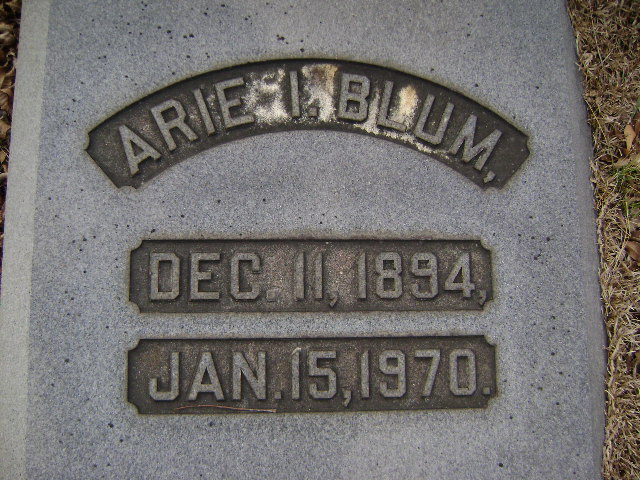 ARIE I. BLUM,
DEC. 11, 1894,
JAN. 15, 1970.